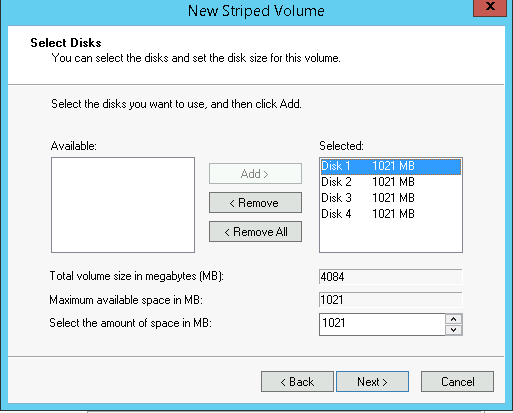 New Striped Volume
x
Select Disks
You can select the disks and set the disk size for this volume.
Select the disks you want to use, and then click Add.
Available:
Selected:
Add >
< Remove
< Remove All
Disk 1 1021 MB
Disk 2 1021 MB
Disk 3 1021 MB
Disk 4 1021 MB
Total volume size in megabytes (MB): 4084
Maximum available space in MB: 1021
Select the amount of space in MB: 1021
< Back Next > Cancel